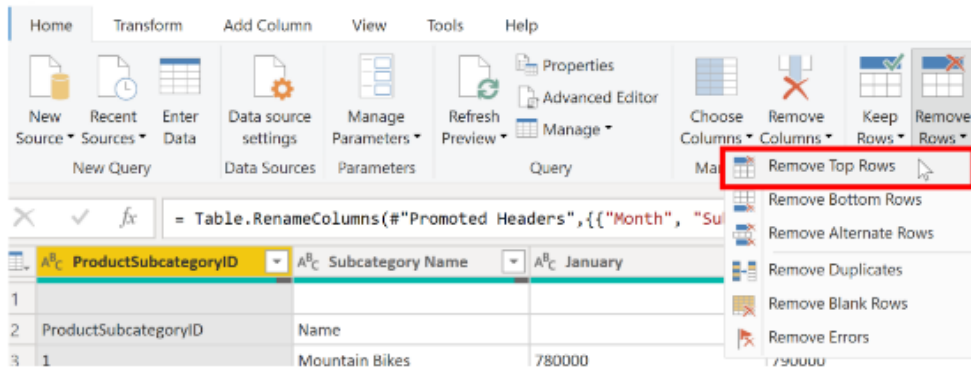 Home Transform Add Column View Tools Help
New Source Recent Sources Enter Data
Data source settings
Manage Parameters
Refresh Preview
Properties
Advanced Editor
Manage
Choose Columns Remove Columns
Keep Rows Remove Rows
New Query Data Sources Parameters Query
Remove Top Rows
Remove Bottom Rows
Remove Alternate Rows
Remove Duplicates
Remove Blank Rows
Remove Errors
fx = Table.RenameColumns(#"Promoted Headers",{{"Month", "Su
ABC ProductSubcategoryID ABC Subcategory Name ABC January
1
2 ProductSubcategoryID Name
3 1 Mountain Bikes 780000 790000